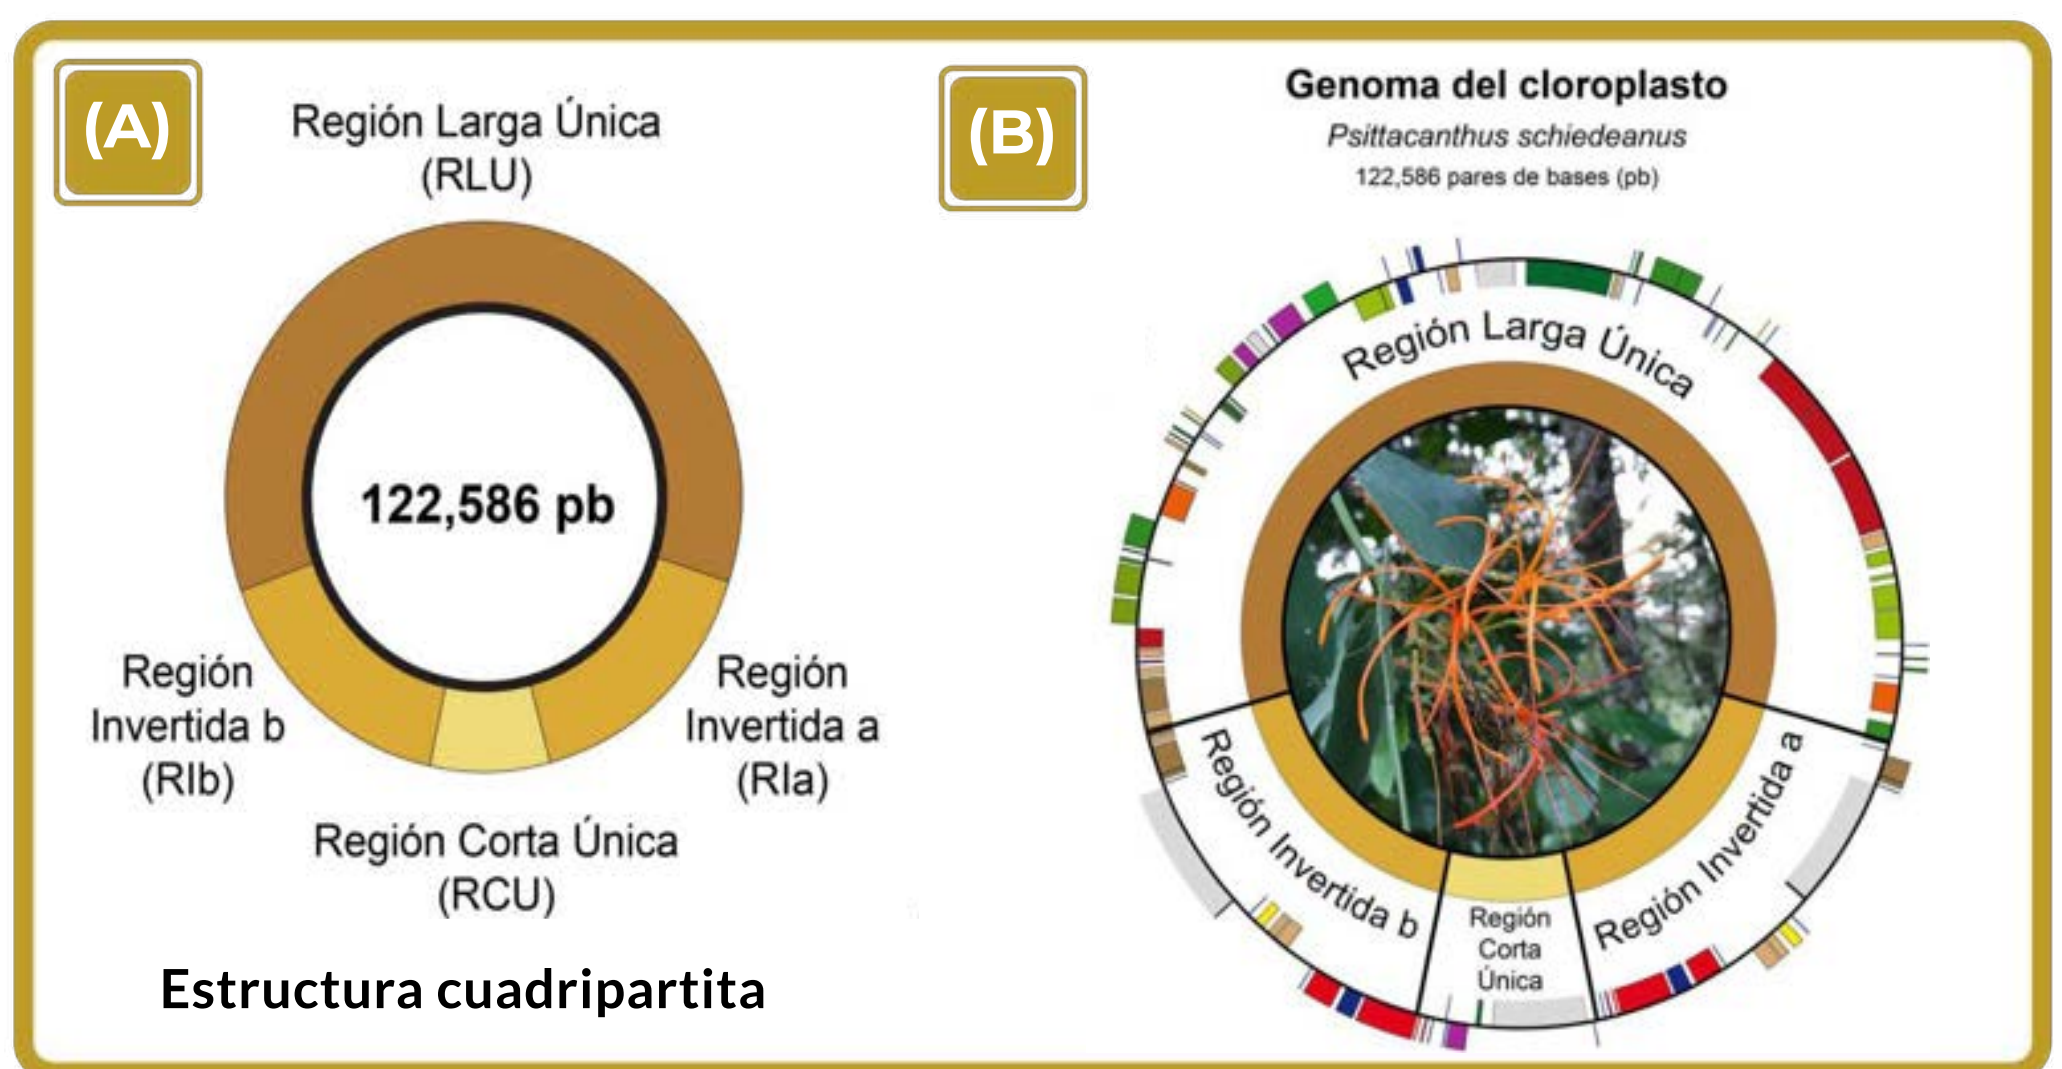 (A)
Región Larga Única
(RLU)
122,586 pb
Región
Invertida b
(RIb)
Región
Invertida a
(RIa)
Región Corta Única
(RCU)
Estructura cuadripartita
(B)
Genoma del cloroplasto
Psittacanthus schiedeanus
122,586 pares de bases (pb)
Región Larga Única
Región Invertida b
Región
Corta
Única
Región Invertida a